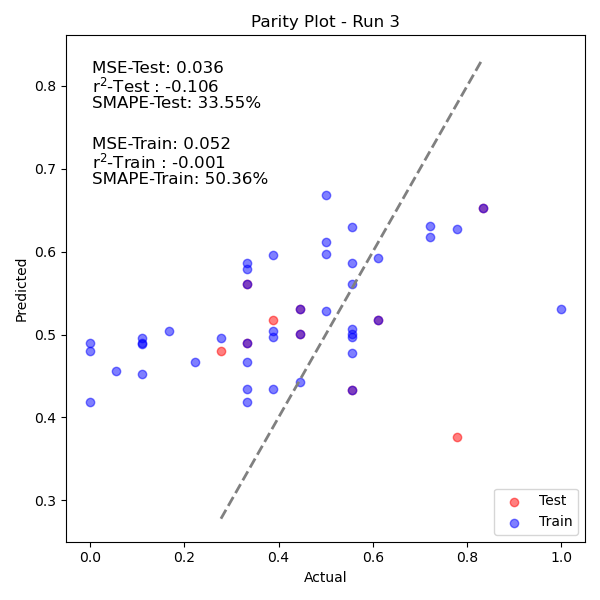 Parity Plot - Run 3
MSE-Test: 0.036
r²-Test : -0.106
SMAPE-Test: 33.55%
MSE-Train: 0.052
r²-Train : -0.001
SMAPE-Train: 50.36%
0.8
0.7
0.6
0.5
0.4
0.3
Predicted
Test
Train
0.0
0.2
0.4
0.6
0.8
1.0
Actual